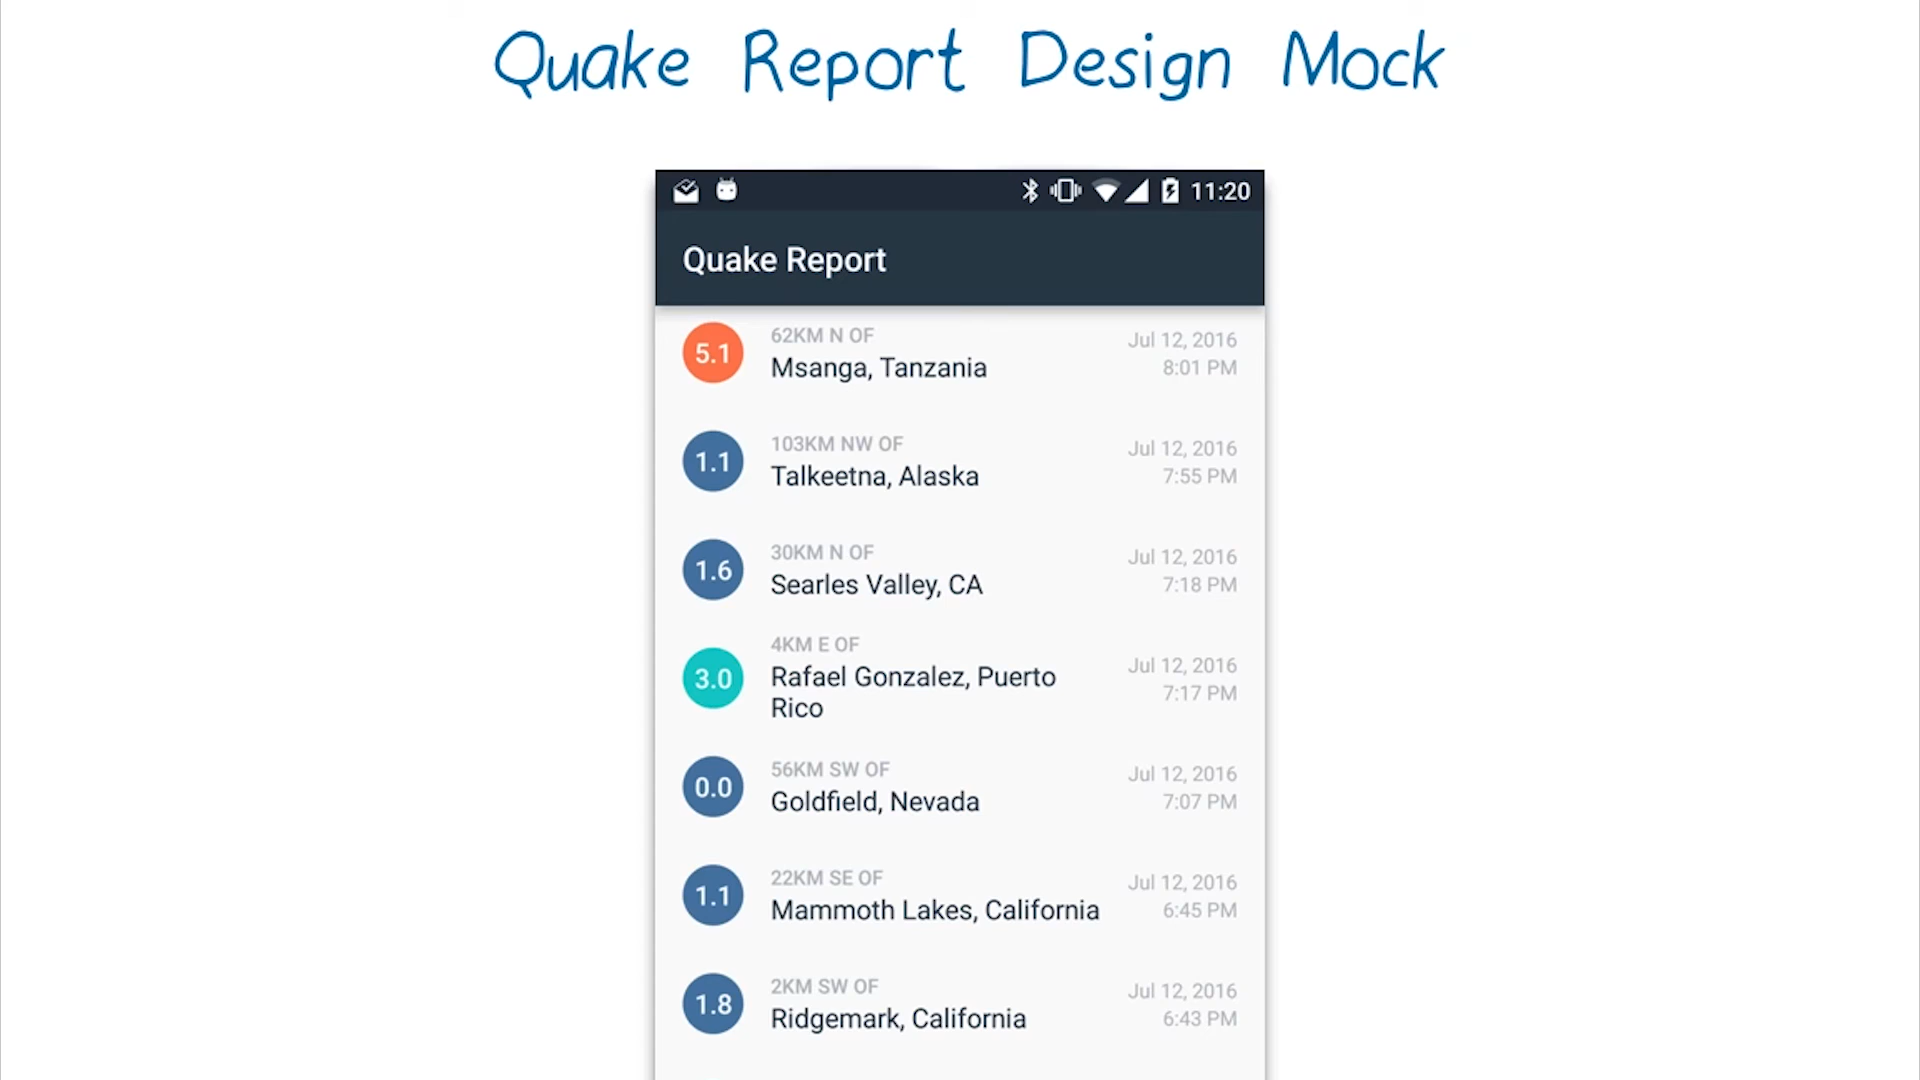 Quake Report Design Mock
11:20
Quake Report
5.1
62KM N OF
Msanga, Tanzania
Jul 12, 2016
8:01 PM
1.1
103KM NW OF
Talkeetna, Alaska
Jul 12, 2016
7:55 PM
1.6
30KM N OF
Searles Valley, CA
Jul 12, 2016
7:18 PM
3.0
4KM E OF
Rafael Gonzalez, Puerto
Rico
Jul 12, 2016
7:17 PM
0.0
56KM SW OF
Goldfield, Nevada
Jul 12, 2016
7:07 PM
1.1
22KM SE OF
Mammoth Lakes, California
Jul 12, 2016
6:45 PM
1.8
2KM SW OF
Ridgemark, California
Jul 12, 2016
6:43 PM